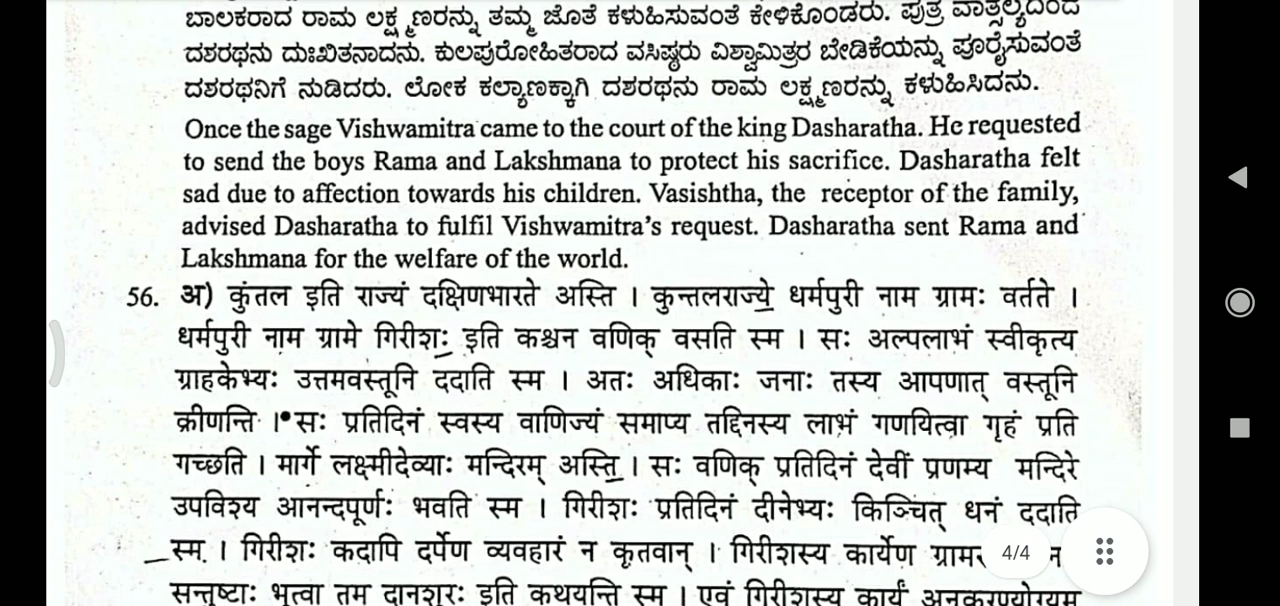 ಬಾಲಕರಾದ ರಾಮ ಲಕ್ಷ್ಮಣರನ್ನು ತಮ್ಮ ಜೊತೆ ಕಳುಹಿಸುವಂತೆ ಕೇಳಿಕೊಂಡರು. ಪುತ್ರ ವಾತ್ಸಲ್ಯದಿಂದ
ದಶರಥನು ದುಃಖಿತನಾದನು. ಕುಲಪುರೋಹಿತರಾದ ವಸಿಷ್ಠರು ವಿಶ್ವಾಮಿತ್ರರ ಬೇಡಿಕೆಯನ್ನು ಪೂರೈಸುವಂತೆ
ದಶರಥನಿಗೆ ನುಡಿದರು. ಲೋಕ ಕಲ್ಯಾಣಕ್ಕಾಗಿ ದಶರಥನು ರಾಮ ಲಕ್ಷ್ಮಣರನ್ನು ಕಳುಹಿಸಿದನು.
Once the sage Vishwamitra came to the court of the king Dasharatha. He requested
to send the boys Rama and Lakshmana to protect his sacrifice. Dasharatha felt
sad due to affection towards his children. Vasishtha, the receptor of the family,
advised Dasharatha to fulfil Vishwamitra's request. Dasharatha sent Rama and
Lakshmana for the welfare of the world.
56. अ) कुंतल इति राज्यं दक्षिणभारते अस्ति । कुन्तलराज्ये धर्मपुरी नाम ग्रामः वर्तते ।
धर्मपुरी नाम ग्रामे गिरीशः इति कश्चन वणिक् वसति स्म । सः अल्पलाभं स्वीकृत्य
ग्राहकेभ्यः उत्तमवस्तूनि ददाति स्म । अतः अधिकाः जनाः तस्य आपणात् वस्तूनि
क्रीणन्ति । सः प्रतिदिनं स्वस्य वाणिज्यं समाप्य तद्दिनस्य लाभं गणयित्वा गृहं प्रति
गच्छति । मार्गे लक्ष्मीदेव्याः मन्दिरम् अस्ति । सः वणिक् प्रतिदिनं देवीं प्रणम्य मन्दिरे
उपविश्य आनन्दपूर्णः भवति स्म । गिरीशः प्रतिदिनं दीनेभ्यः किञ्चित् धनं ददाति
स्म । गिरीशः कदापि दर्पेण व्यवहारं न कृतवान् । गिरीशस्य कार्येण 4/4
सन्तुष्टाः भूत्वा तम दानशूरः इति कथयन्ति स्म । एवं गिरीशस्य कार्यं अनुकरणयोग्यम